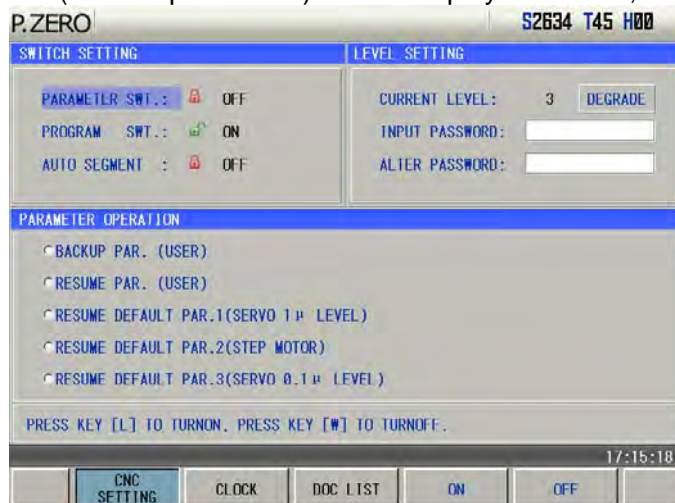 P.ZERO S2634 T45 H00
SWITCH SETTING LEVEL SETTING
PARAMETER SWT.: OFF CURRENT LEVEL: 3 DEGRADE
PROGRAM SWT.: ON INPUT PASSWORD:
AUTO SEGMENT : OFF ALTER PASSWORD:
PARAMETER OPERATION
BACKUP PAR. (USER)
RESUME PAR. (USER)
RESUME DEFAULT PAR.1(SERVO 1μ LEVEL)
RESUME DEFAULT PAR.2(STEP MOTOR)
RESUME DEFAULT PAR.3(SERVO 0.1μ LEVEL)
PRESS KEY [L] TO TURNON, PRESS KEY [W] TO TURNOFF.
17:15:18
CNC SETTING CLOCK DOC LIST ON OFF